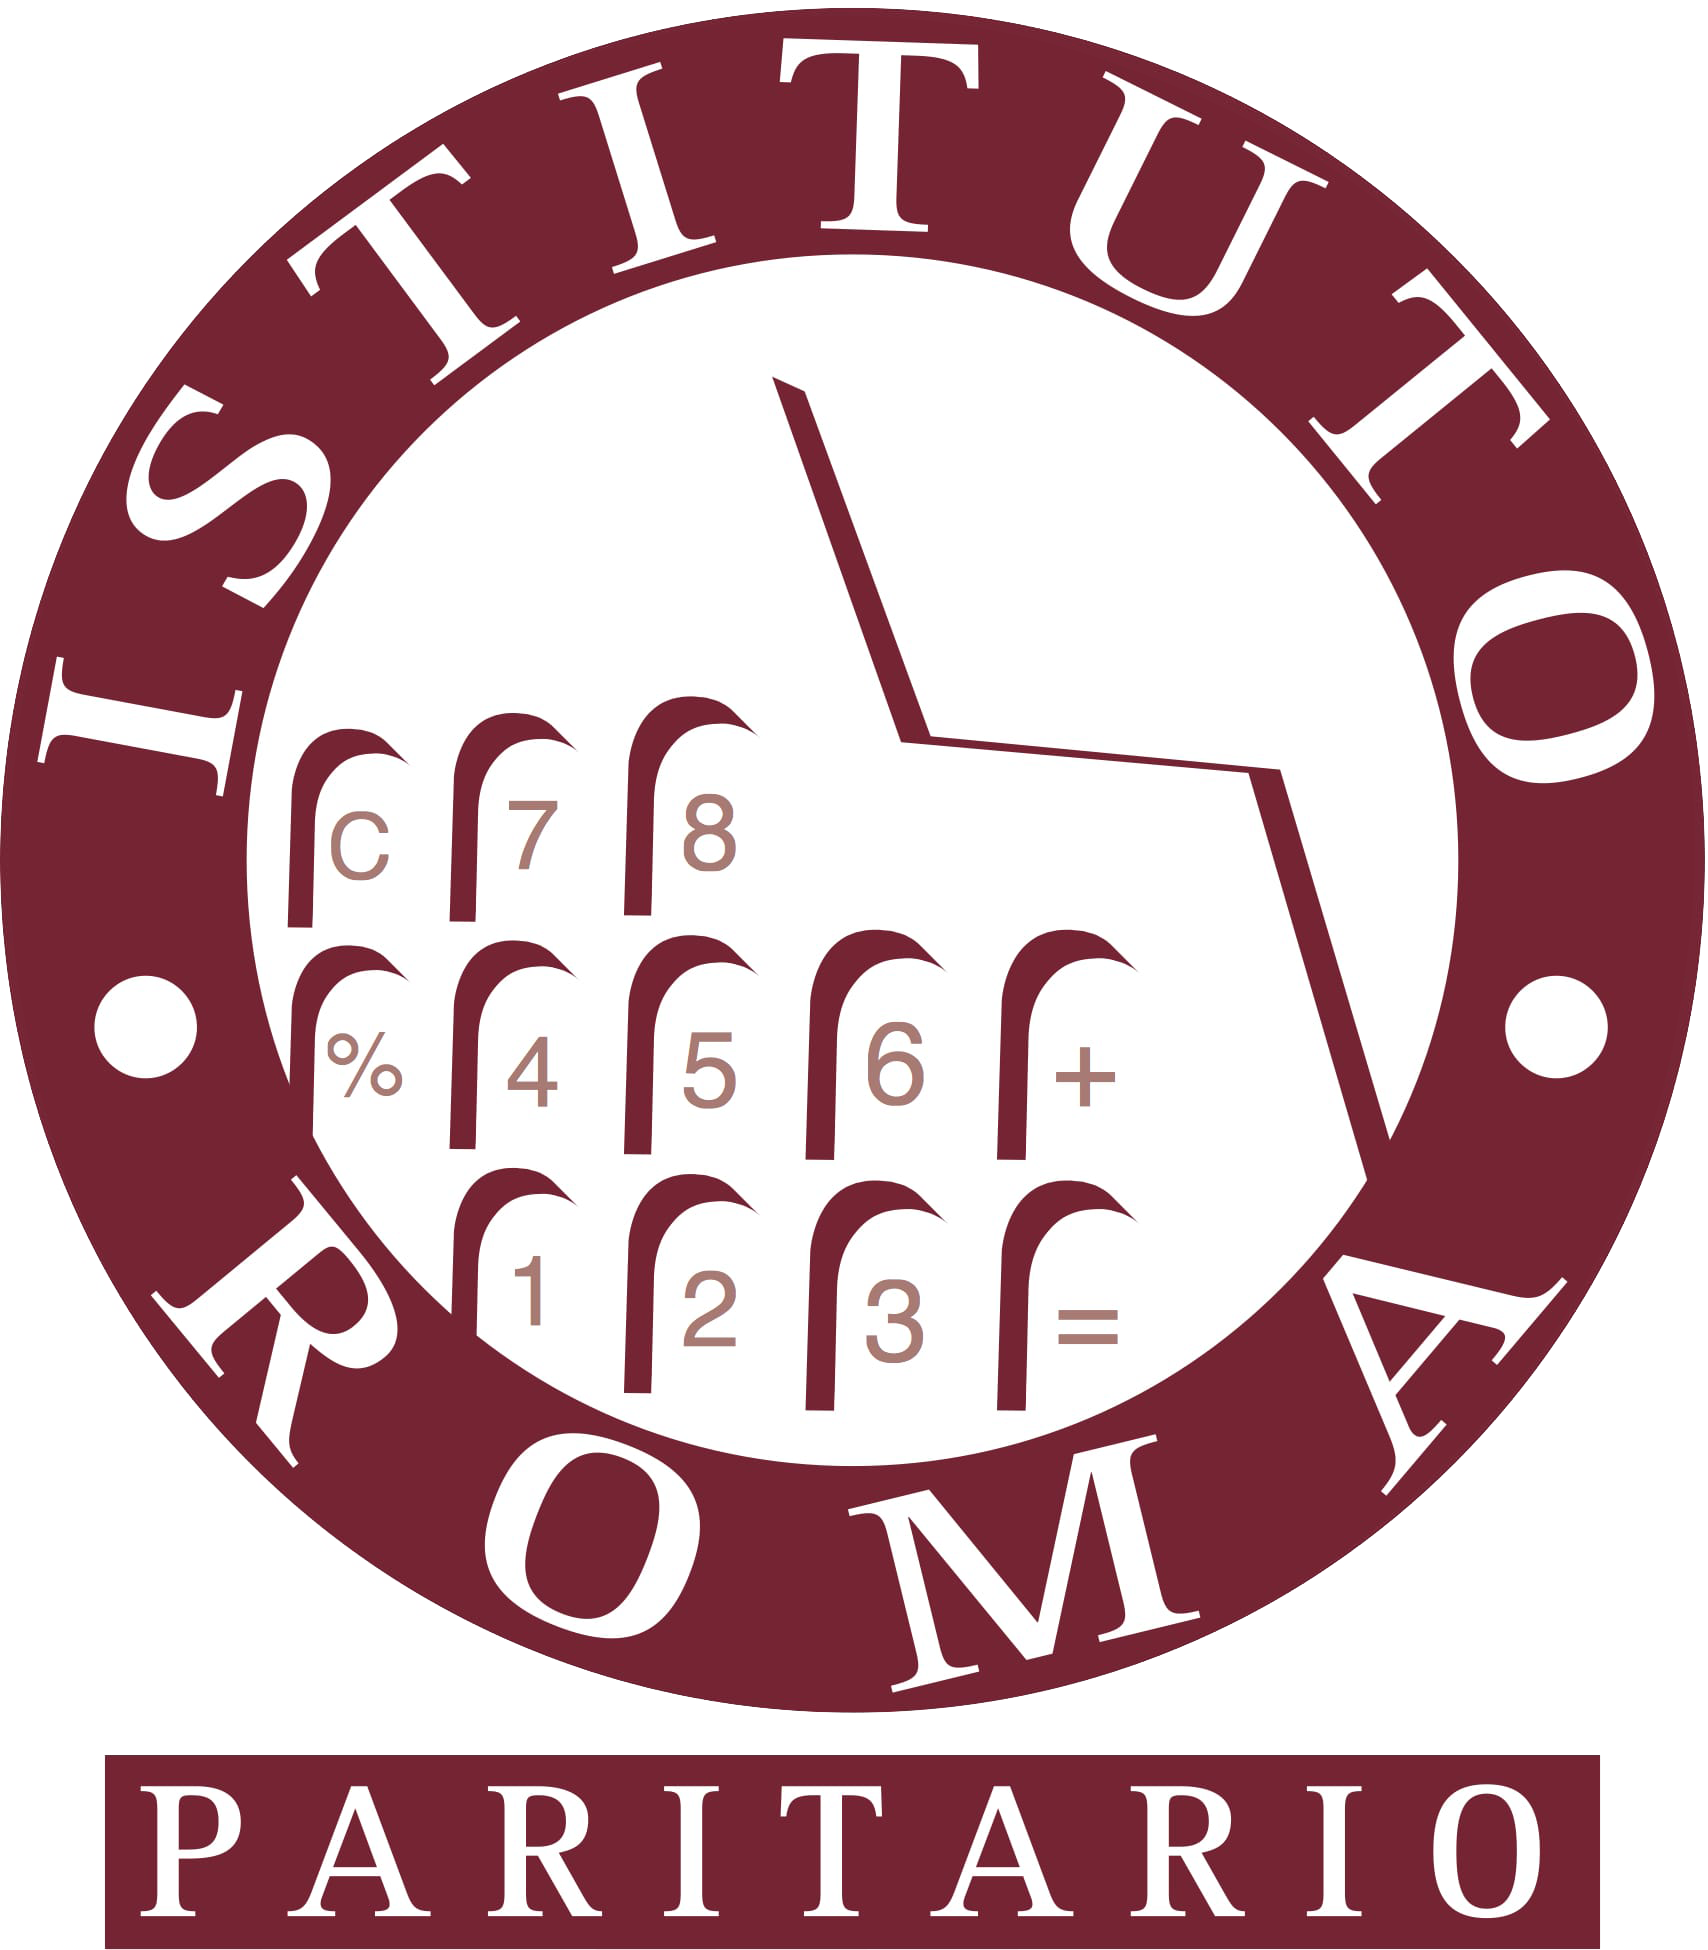 ISTITUTO
C 7 8
% 4 5 6 +
1 2 3 =
ROMA
PARITARIO